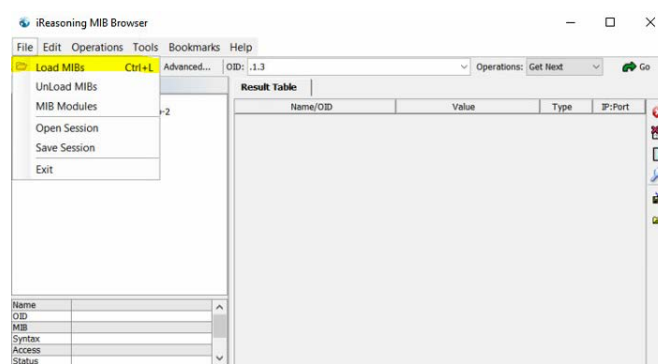 iReasoning MIB Browser
File Edit Operations Tools Bookmarks Help
Load MIBs Ctrl+L Advanced... OID: .1.3 Operations: Get Next Go
UnLoad MIBs Result Table
MIB Modules Name/OID Value Type IP:Port
Open Session
Save Session
Exit
Name
OID
MIB
Syntax
Access
Status